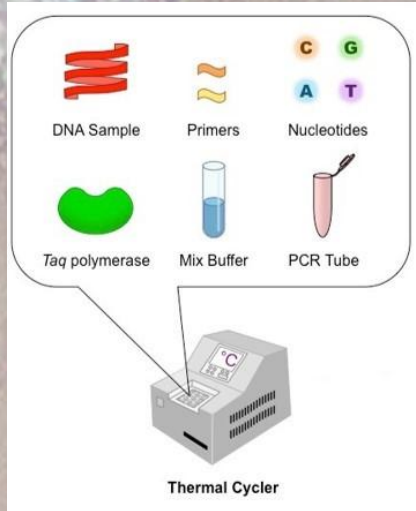 C G
DNA Sample Primers Nucleotides
A T
Taq polymerase Mix Buffer PCR Tube
°C
Thermal Cycler